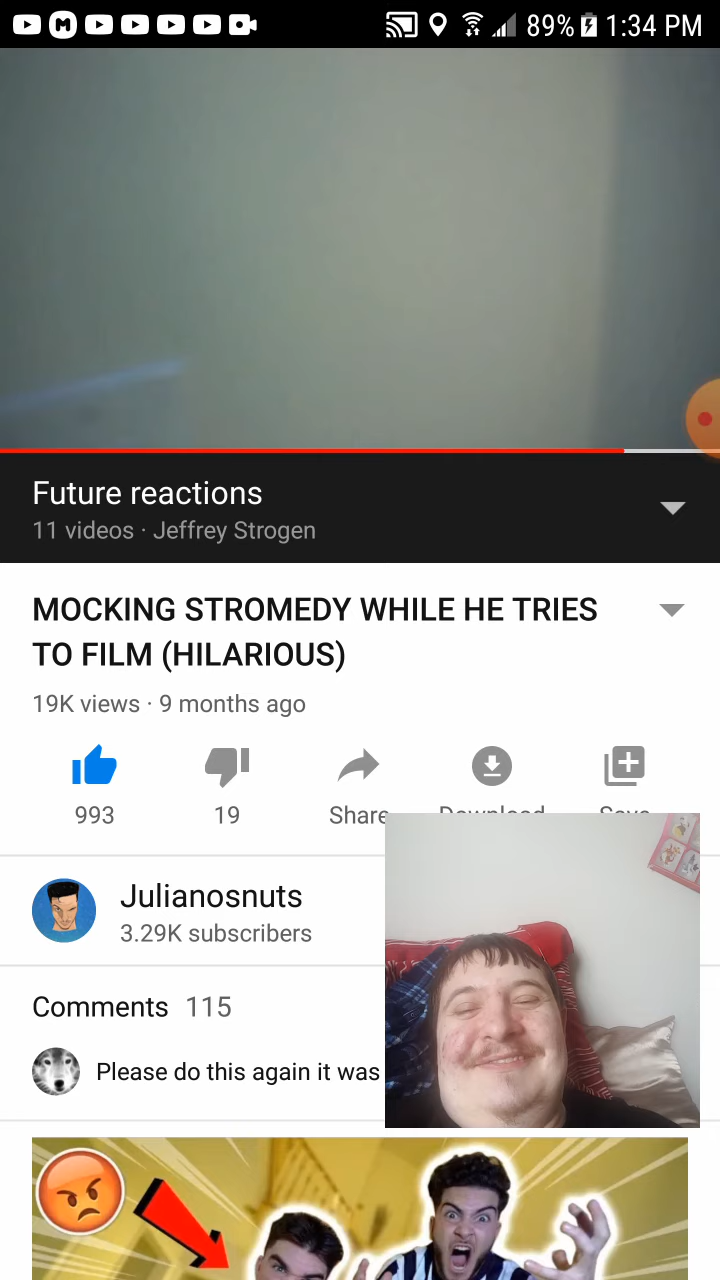 89% 1:34 PM
Future reactions
11 videos · Jeffrey Strogen
MOCKING STROMEDY WHILE HE TRIES
TO FILM (HILARIOUS)
19K views · 9 months ago
993 19 Share Download Save
Julianosnuts
3.29K subscribers
Comments 115
Please do this again it was